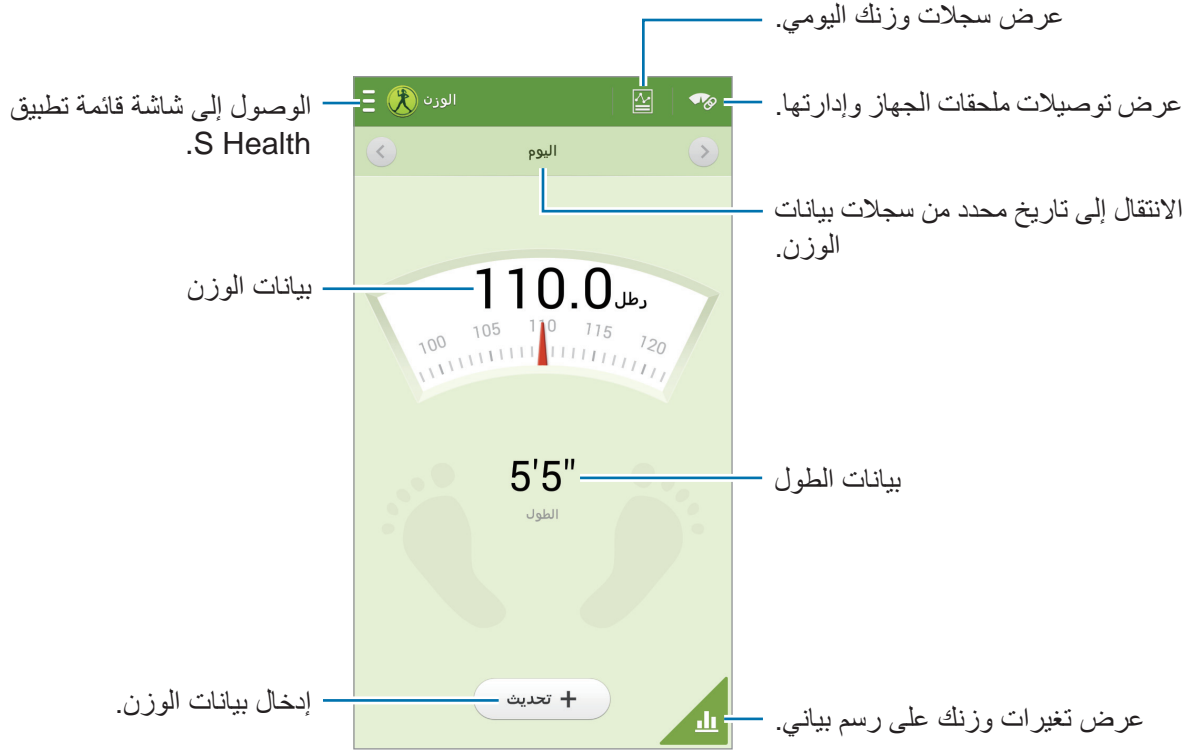 عرض سجلات وزنك اليومي.
عرض توصيلات ملحقات الجهاز وإدارتها.
الوزن
الوصول إلى شاشة قائمة تطبيق
S Health.
اليوم
الانتقال إلى تاريخ محدد من سجلات بيانات
الوزن.
بيانات الوزن
110.0 رطل
100 105 110 115 120
5'5"
بيانات الطول
الطول
تحديث
إدخال بيانات الوزن.
عرض تغيرات وزنك على رسم بياني.